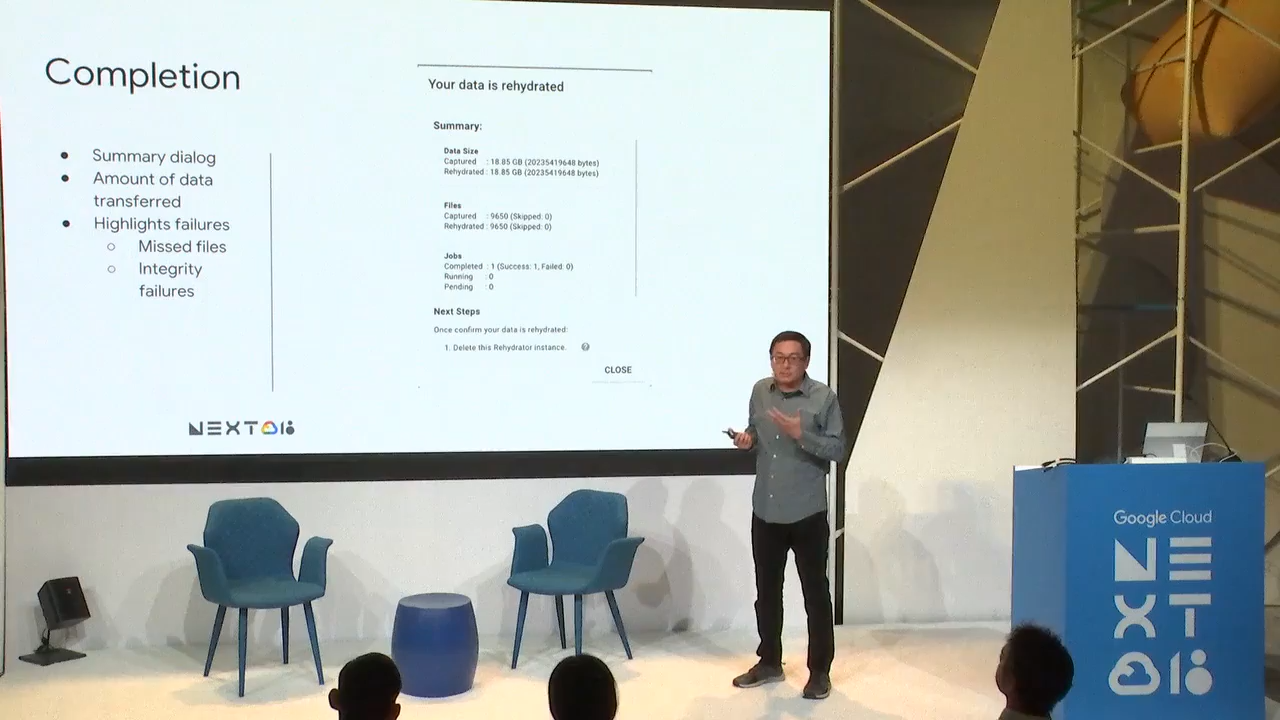 Completion
● Summary dialog
● Amount of data
transferred
● Highlights failures
○ Missed files
○ Integrity
failures
NEXT 18
Your data is rehydrated
Summary:
Data Size
Captured : 18.85 GB (20235419648 bytes)
Rehydrated : 18.85 GB (20235419648 bytes)
Files
Captured : 9650 (Skipped: 0)
Rehydrated : 9650 (Skipped: 0)
Jobs
Completed : 1 (Success: 1, Failed: 0)
Running : 0
Pending : 0
Next Steps
Once confirm your data is rehydrated:
1. Delete this Rehydrator instance. ?
CLOSE
Google Cloud
NE
XT
18